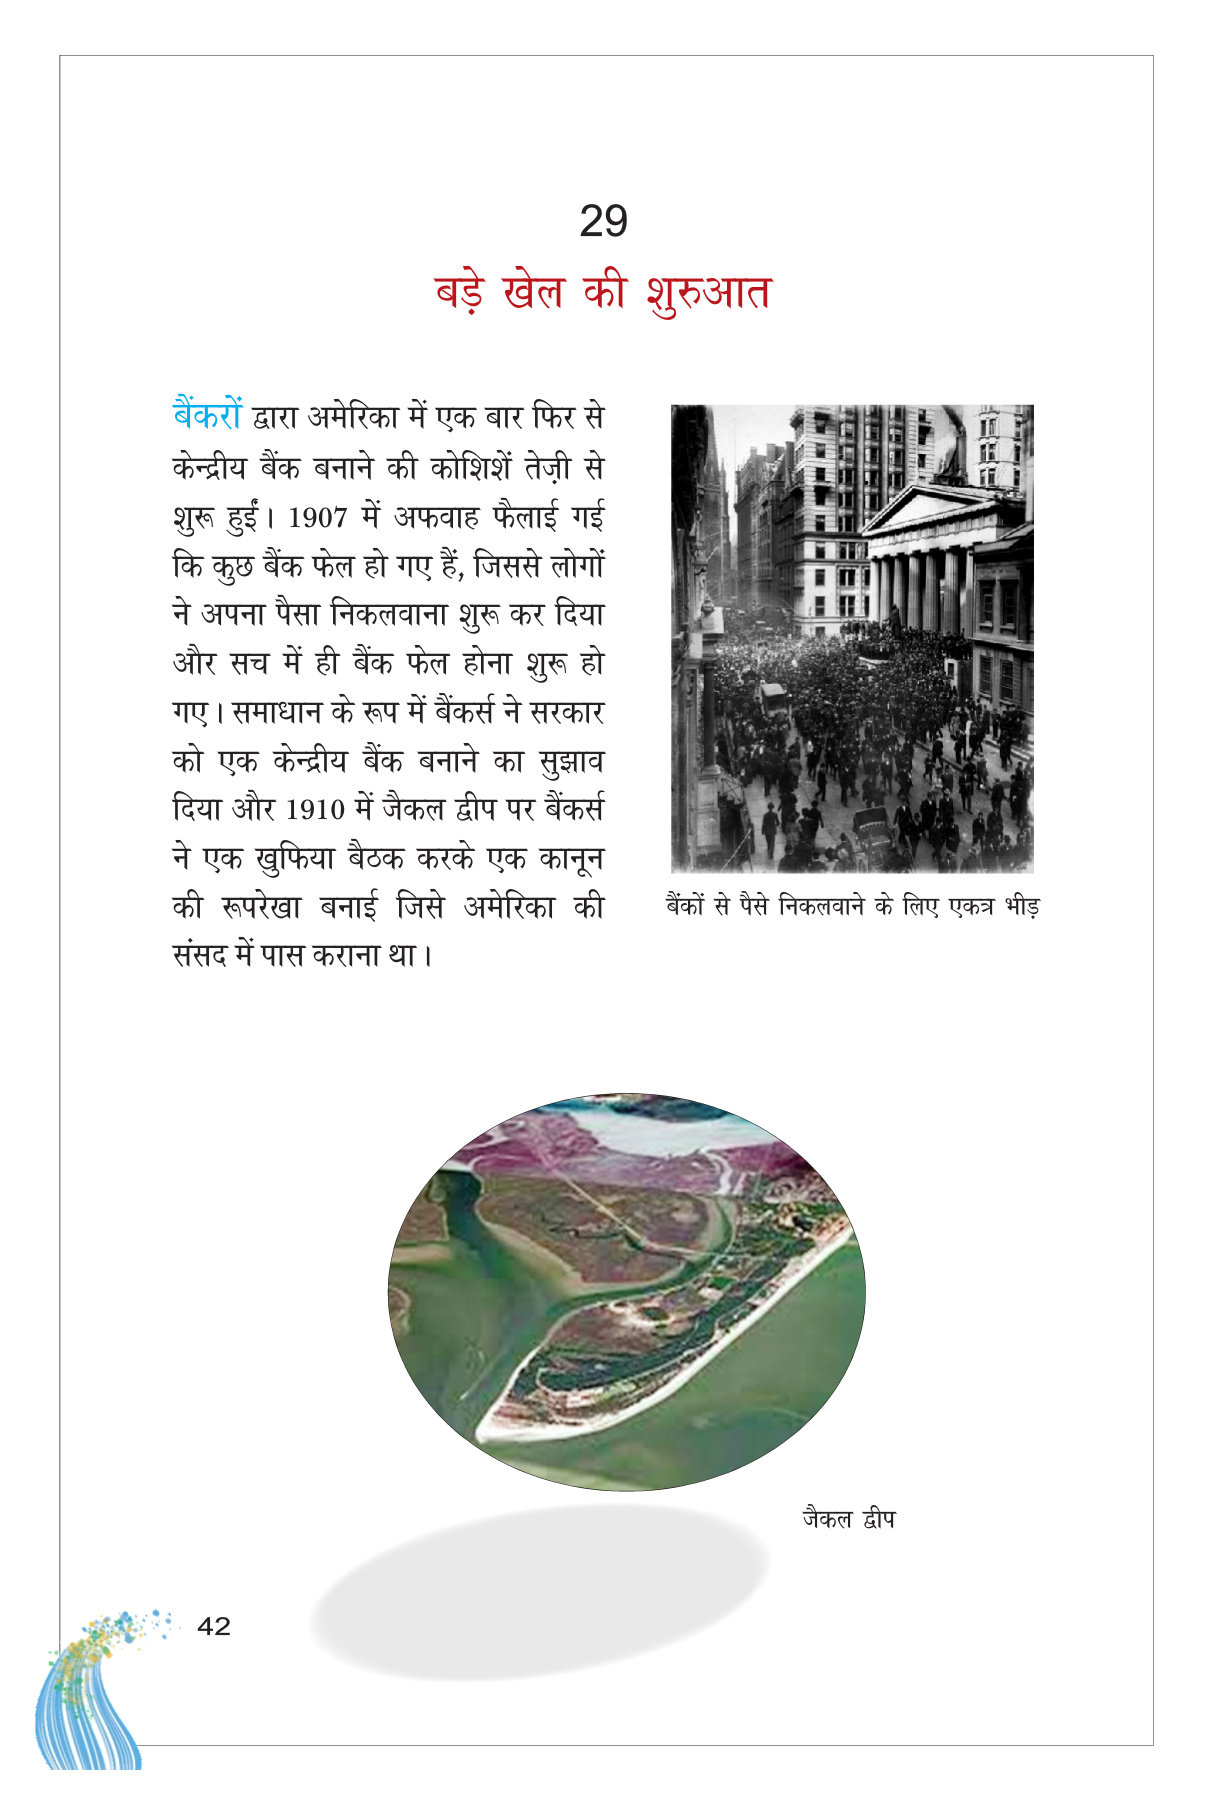 29
बड़े खेल की शुरुआत
बैंकरों द्वारा अमेरिका में एक बार फिर से
केन्द्रीय बैंक बनाने की कोशिशें तेज़ी से
शुरू हुईं। 1907 में अफवाह फैलाई गई
कि कुछ बैंक फेल हो गए हैं, जिससे लोगों
ने अपना पैसा निकलवाना शुरू कर दिया
और सच में ही बैंक फेल होना शुरू हो
गए। समाधान के रूप में बैंकर्स ने सरकार
को एक केन्द्रीय बैंक बनाने का सुझाव
दिया और 1910 में जैकल द्वीप पर बैंकर्स
ने एक खुफिया बैठक करके एक कानून
की रूपरेखा बनाई जिसे अमेरिका की
संसद में पास कराना था।
बैंकों से पैसे निकलवाने के लिए एकत्र भीड़
जैकल द्वीप
42